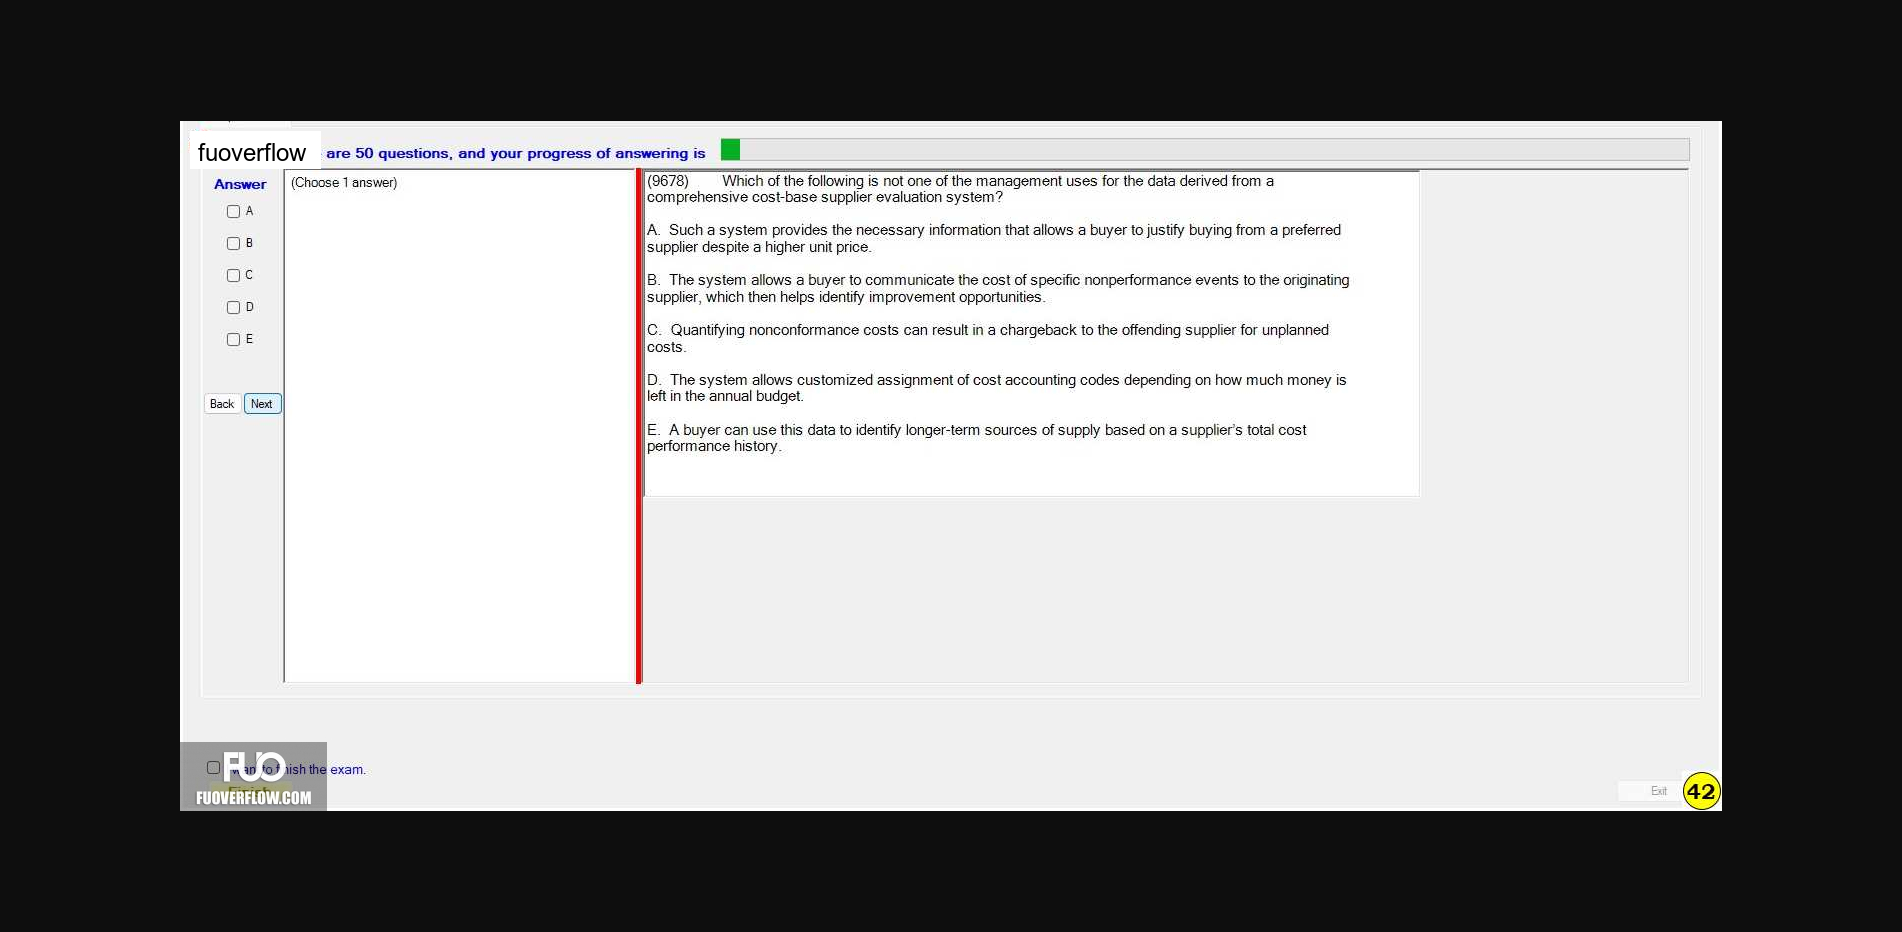 fuoverflow are 50 questions, and your progress of answering is
Answer
(Choose 1 answer)
A
B
C
D
E
Back Next
(9678) Which of the following is not one of the management uses for the data derived from a
comprehensive cost-base supplier evaluation system?
A. Such a system provides the necessary information that allows a buyer to justify buying from a preferred
supplier despite a higher unit price.
B. The system allows a buyer to communicate the cost of specific nonperformance events to the originating
supplier, which then helps identify improvement opportunities.
C. Quantifying nonconformance costs can result in a chargeback to the offending supplier for unplanned
costs.
D. The system allows customized assignment of cost accounting codes depending on how much money is
left in the annual budget.
E. A buyer can use this data to identify longer-term sources of supply based on a supplier's total cost
performance history.
FUO
want to finish the exam.
Finish
FUOVERFLOW.COM
Exit
42